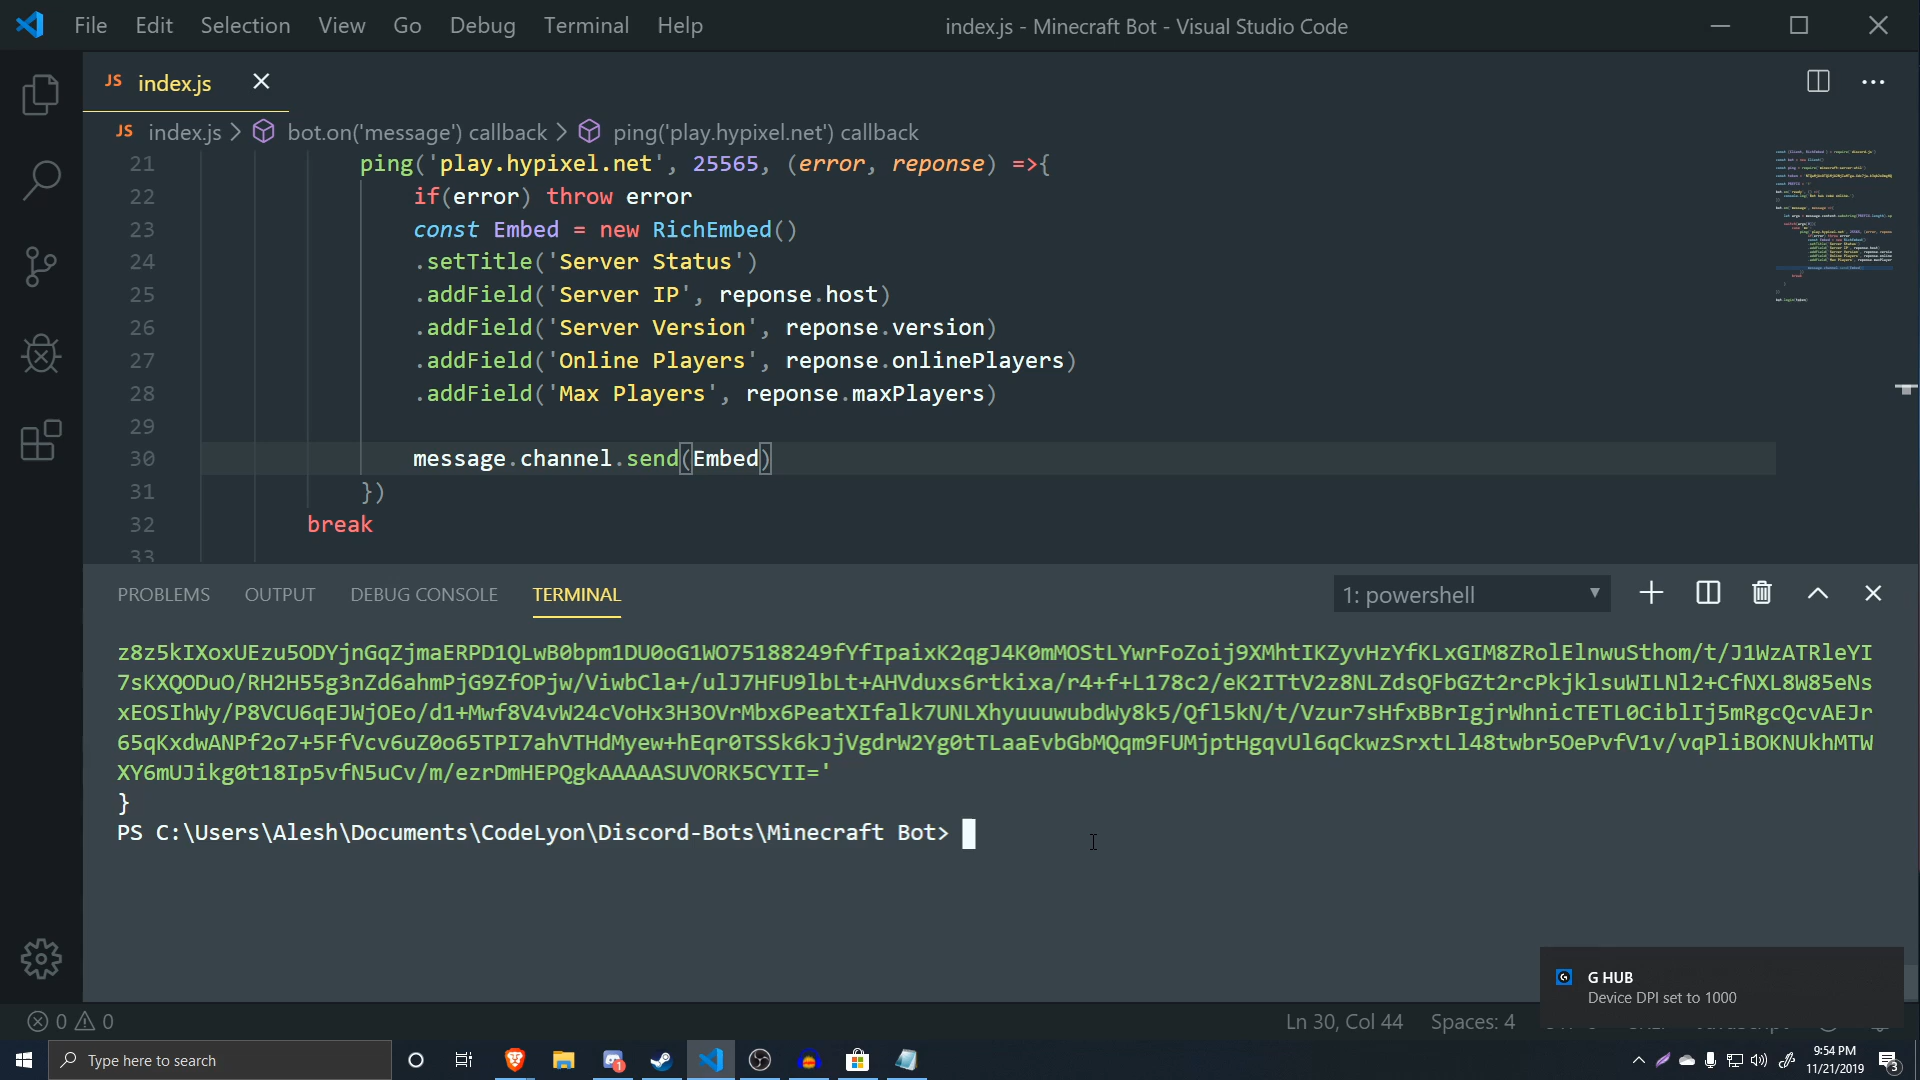 File Edit Selection View Go Debug Terminal Help
index.js - Minecraft Bot - Visual Studio Code
JS index.js
JS index.js > bot.on('message') callback > ping('play.hypixel.net') callback
21 ping('play.hypixel.net', 25565, (error, reponse) =>{
22 if(error) throw error
23 const Embed = new RichEmbed()
24 .setTitle('Server Status')
25 .addField('Server IP', reponse.host)
26 .addField('Server Version', reponse.version)
27 .addField('Online Players', reponse.onlinePlayers)
28 .addField('Max Players', reponse.maxPlayers)
29
30 message.channel.send(Embed)
31 })
32 break
33
PROBLEMS OUTPUT DEBUG CONSOLE TERMINAL
1: powershell
z8z5kIXoxUEzu5ODYjnGqZjmaERPD1QLwB0bpm1DU0oG1WO75188249fYfIpaixK2qgJ4K0mMOStLYwrFoZoij9XMhtIKZyvHzYfKLxGIM8ZRolElnwuSthom/t/J1WzATRleYI
7sKXQODuO/RH2H55g3nZd6ahmPjG9ZfOPjw/ViwbCla+/ulJ7HFU9lbLt+AHVduxs6rtkixa/r4+f+L178c2/eK2ITtV2z8NLZdsQFbGZt2rcPkjklsuWILNl2+CfNXL8W85eNs
xEOSIhWy/P8VCU6qEJWjOEo/d1+Mwf8V4vW24cVoHx3H3OVrMbx6PeatXIfalk7UNLXhyuuuwubdWy8k5/Qfl5kN/t/Vzur7sHfxBBrIgjrWhnicTETL0CiblIj5mRgcQcvAEJr
65qKxdwANPf2o7+5FfVcv6uZ0o65TPI7ahVTHdMyew+hEqr0TSSk6kJjVgdrW2Yg0tTLaaEvbGbMQqm9FUMjptHgqvUl6qCkwzSrxtLl48twbr5OePvfV1v/vqPliBOKNUkhMTW
XY6mUJikg0t18Ip5vfN5uCv/m/ezrDmHEPQgkAAAAASUVORK5CYII='
}
PS C:\Users\Alesh\Documents\CodeLyon\Discord-Bots\Minecraft Bot>
G HUB
Device DPI set to 1000
0 0
Ln 30, Col 44 Spaces: 4
Type here to search
9:54 PM
11/21/2019
3